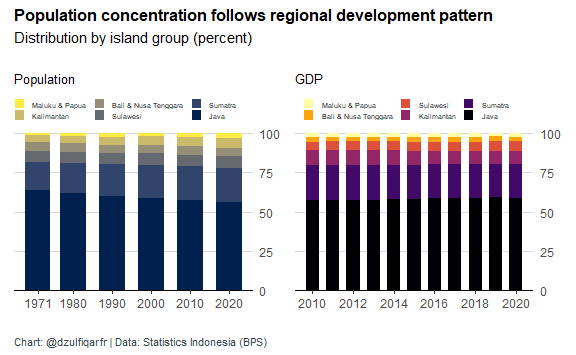 Population concentration follows regional development pattern
Distribution by island group (percent)
Population
Maluku & Papua Bali & Nusa Tenggara Sumatra
Kalimantan Sulawesi Java
100
75
50
25
0
1971 1980 1990 2000 2010 2020
GDP
Maluku & Papua Sulawesi Sumatra
Bali & Nusa Tenggara Kalimantan Java
100
75
50
25
0
2010 2012 2014 2016 2018 2020
Chart: @dzulfiqarfr | Data: Statistics Indonesia (BPS)